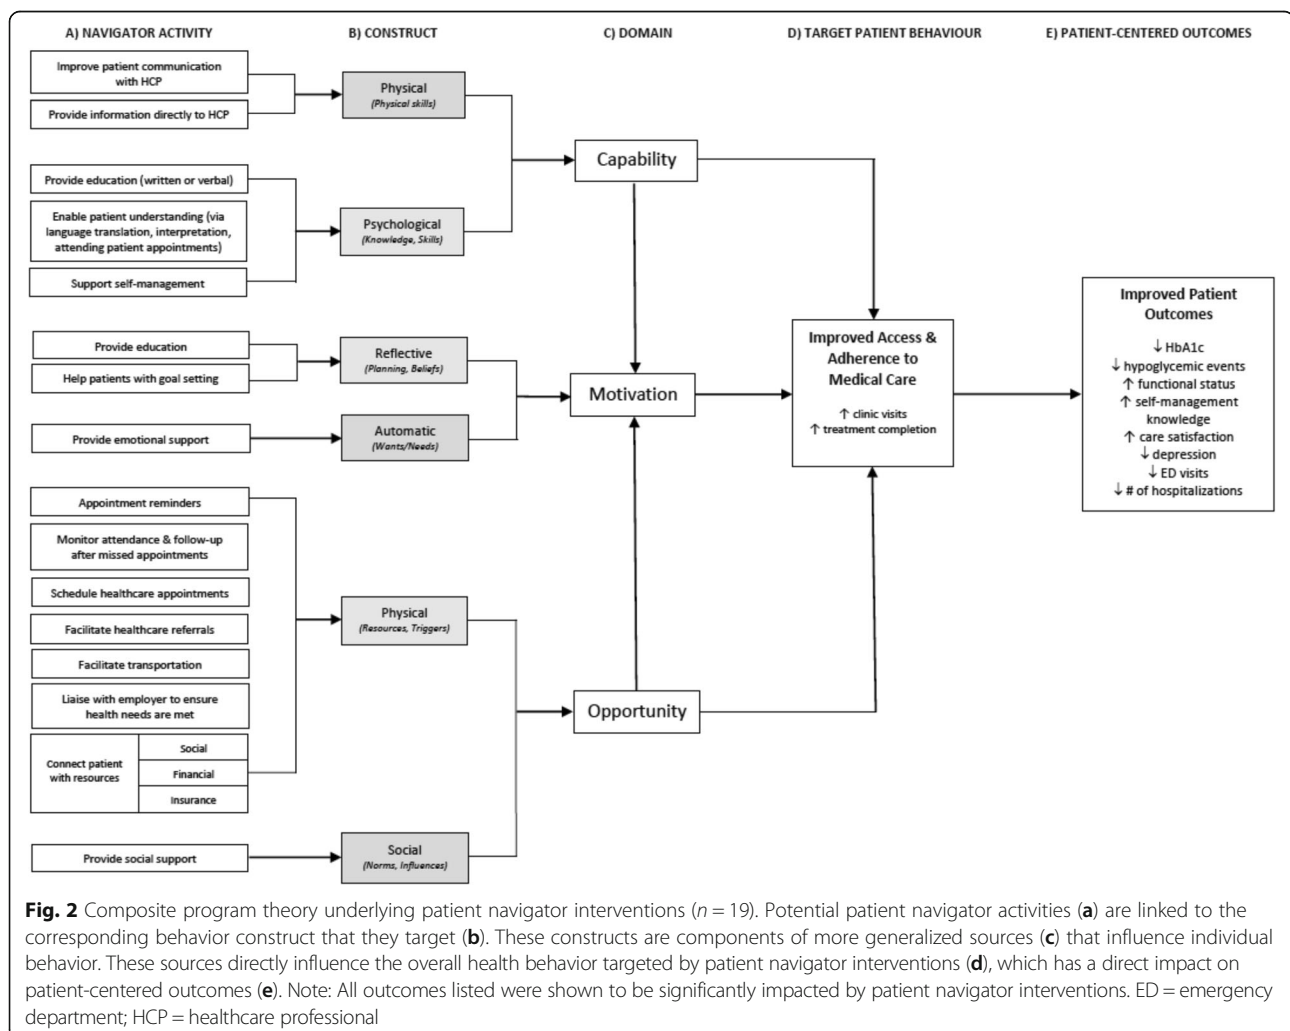 A) NAVIGATOR ACTIVITY
B) CONSTRUCT
C) DOMAIN
D) TARGET PATIENT BEHAVIOUR
E) PATIENT-CENTERED OUTCOMES
Improve patient communication
with HCP
Provide information directly to HCP
Physical
(Physical skills)
Provide education (written or verbal)
Enable patient understanding (via
language translation, interpretation,
attending patient appointments)
Support self-management
Psychological
(Knowledge, Skills)
Capability
Provide education
Help patients with goal setting
Reflective
(Planning, Beliefs)
Provide emotional support
Automatic
(Wants/Needs)
Motivation
Appointment reminders
Monitor attendance & follow-up
after missed appointments
Schedule healthcare appointments
Facilitate healthcare referrals
Facilitate transportation
Liaise with employer to ensure
health needs are met
Connect patient
with resources
Social
Financial
Insurance
Physical
(Resources, Triggers)
Provide social support
Social
(Norms, Influences)
Opportunity
Improved Access &
Adherence to
Medical Care
↑ clinic visits
↑ treatment completion
Improved Patient
Outcomes
↓ HbA1c
↓ hypoglycemic events
↑ functional status
↑ self-management
knowledge
↑ care satisfaction
↓ depression
↓ ED visits
↓ # of hospitalizations
Fig. 2 Composite program theory underlying patient navigator interventions (n = 19). Potential patient navigator activities (a) are linked to the
corresponding behavior construct that they target (b). These constructs are components of more generalized sources (c) that influence individual
behavior. These sources directly influence the overall health behavior targeted by patient navigator interventions (d), which has a direct impact on
patient-centered outcomes (e). Note: All outcomes listed were shown to be significantly impacted by patient navigator interventions. ED = emergency
department; HCP = healthcare professional